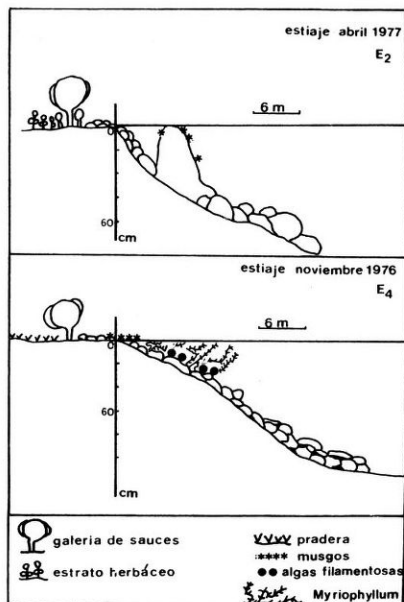 estiaje abril 1977
E2
6 m
0
60
cm
estiaje noviembre 1976
E4
6 m
0
60
cm
galeria de sauces
estrato herbáceo
pradera
musgos
algas filamentosas
Myriophyllum